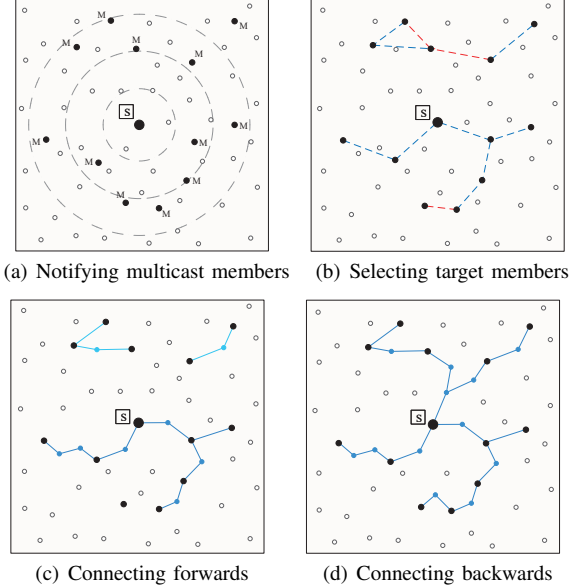 M
M
M
M
M
S
M
M
M
M
M
M
S
(a) Notifying multicast members
(b) Selecting target members
S
S
(c) Connecting forwards
(d) Connecting backwards